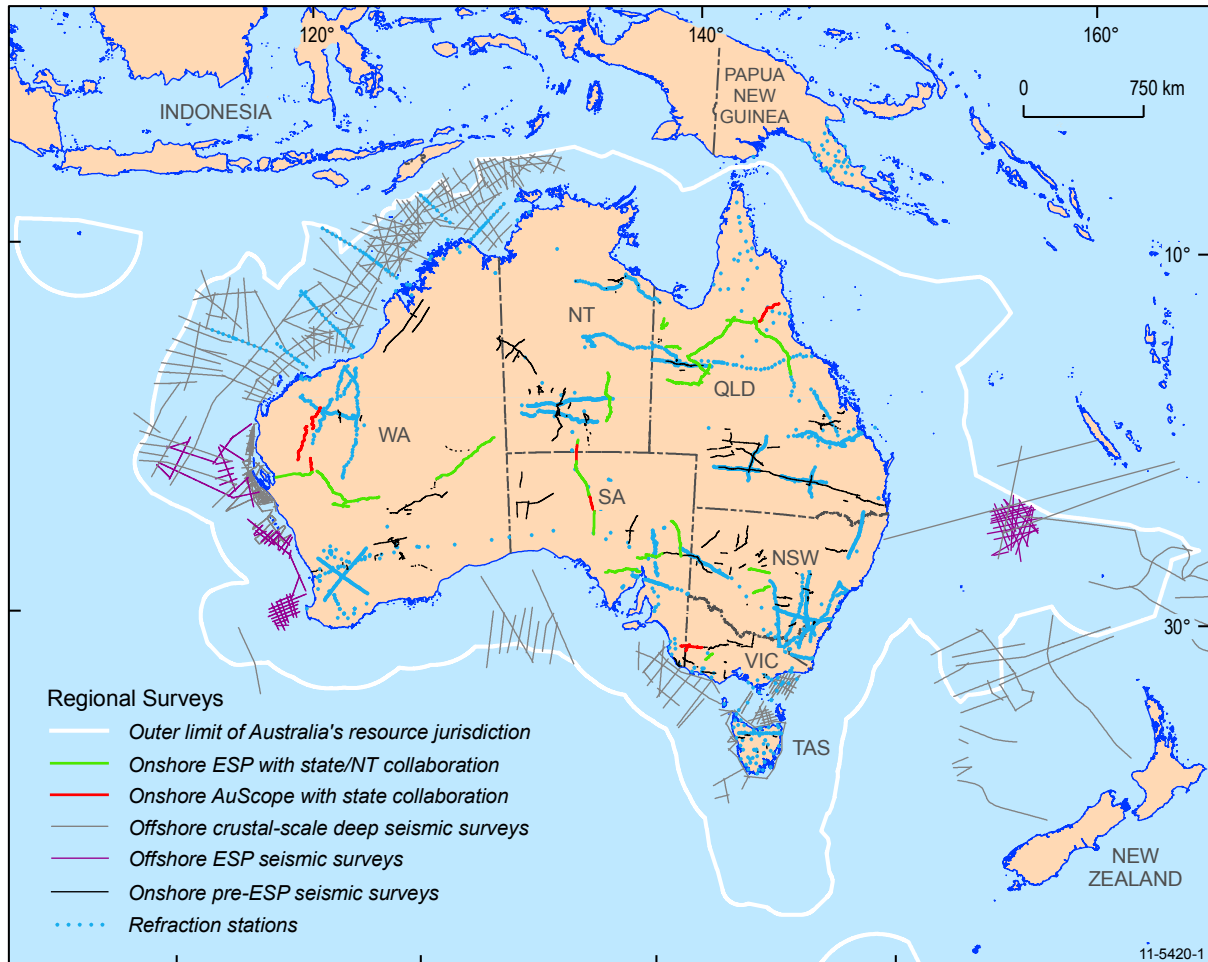 120°
140°
160°
INDONESIA
PAPUA
NEW
GUINEA
0
750 km
10°
NT
QLD
WA
SA
NSW
30°
VIC
TAS
NEW
ZEALAND
Regional Surveys
Outer limit of Australia's resource jurisdiction
Onshore ESP with state/NT collaboration
Onshore AuScope with state collaboration
Offshore crustal-scale deep seismic surveys
Offshore ESP seismic surveys
Onshore pre-ESP seismic surveys
Refraction stations
11-5420-1